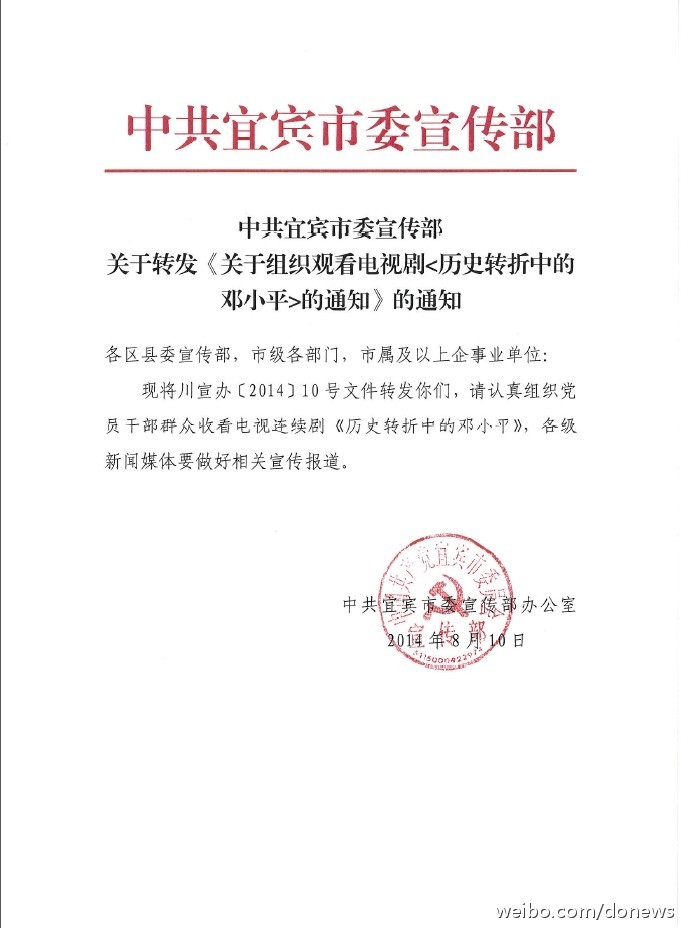 中共宜宾市委宣传部
中共宜宾市委宣传部
关于转发《关于组织观看电视剧<历史转折中的
邓小平>的通知》的通知
各区县委宣传部，市级各部门，市属及以上企事业单位：
现将川宣办〔2014〕10号文件转发你们，请认真组织党
员干部群众收看电视连续剧《历史转折中的邓小平》，各级
新闻媒体要做好相关宣传报道。
中国共产党宜宾市委员会
宣传部
中共宜宾市委宣传部办公室
2014年8月10日
weibo.com/donews